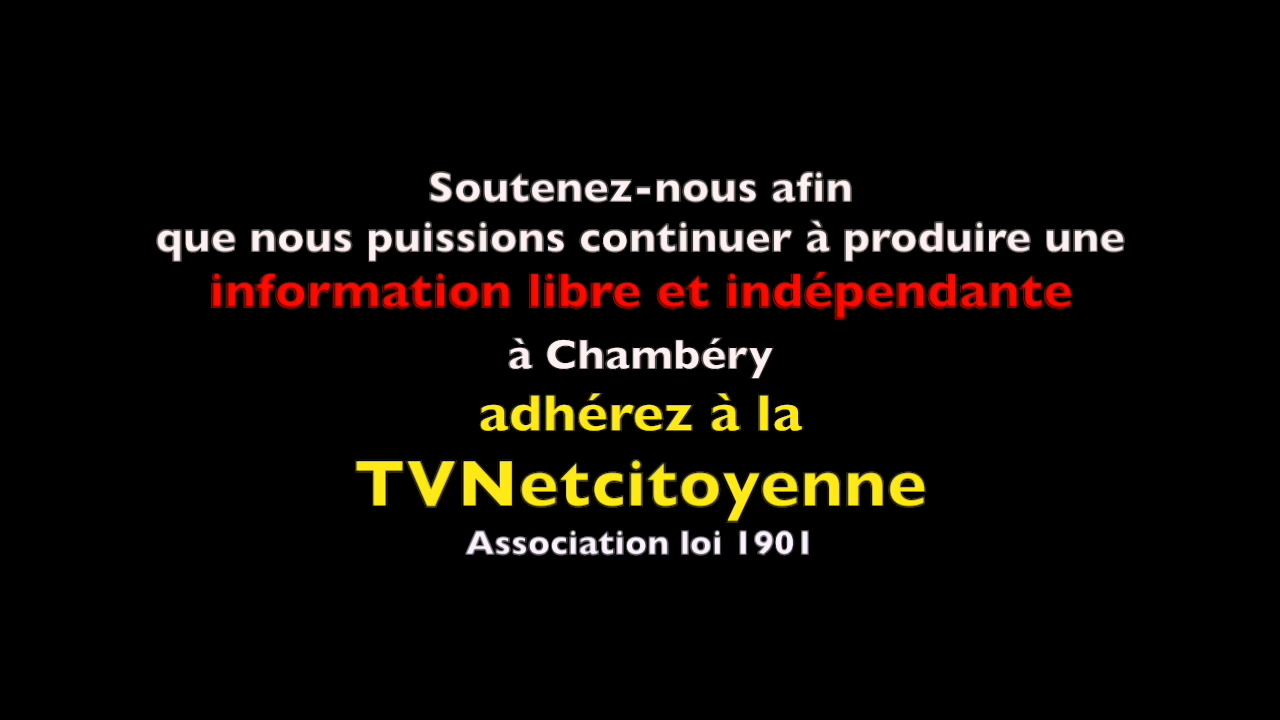 Soutenez-nous afin
que nous puissions continuer à produire une
information libre et indépendante
à Chambéry
adhérez à la
TVNetcitoyenne
Association loi 1901